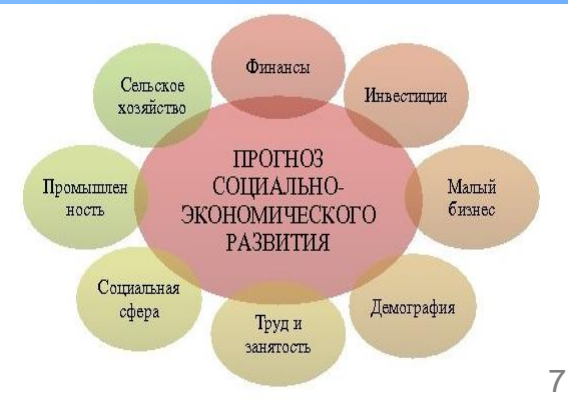 Финансы
Инвестиции
Малый
бизнес
Демография
Труд и
занятость
Социальная
сфера
Промышлен
ность
Сельское
хозяйство
ПРОГНОЗ
СОЦИАЛЬНО-
ЭКОНОМИЧЕСКОГО
РАЗВИТИЯ
7